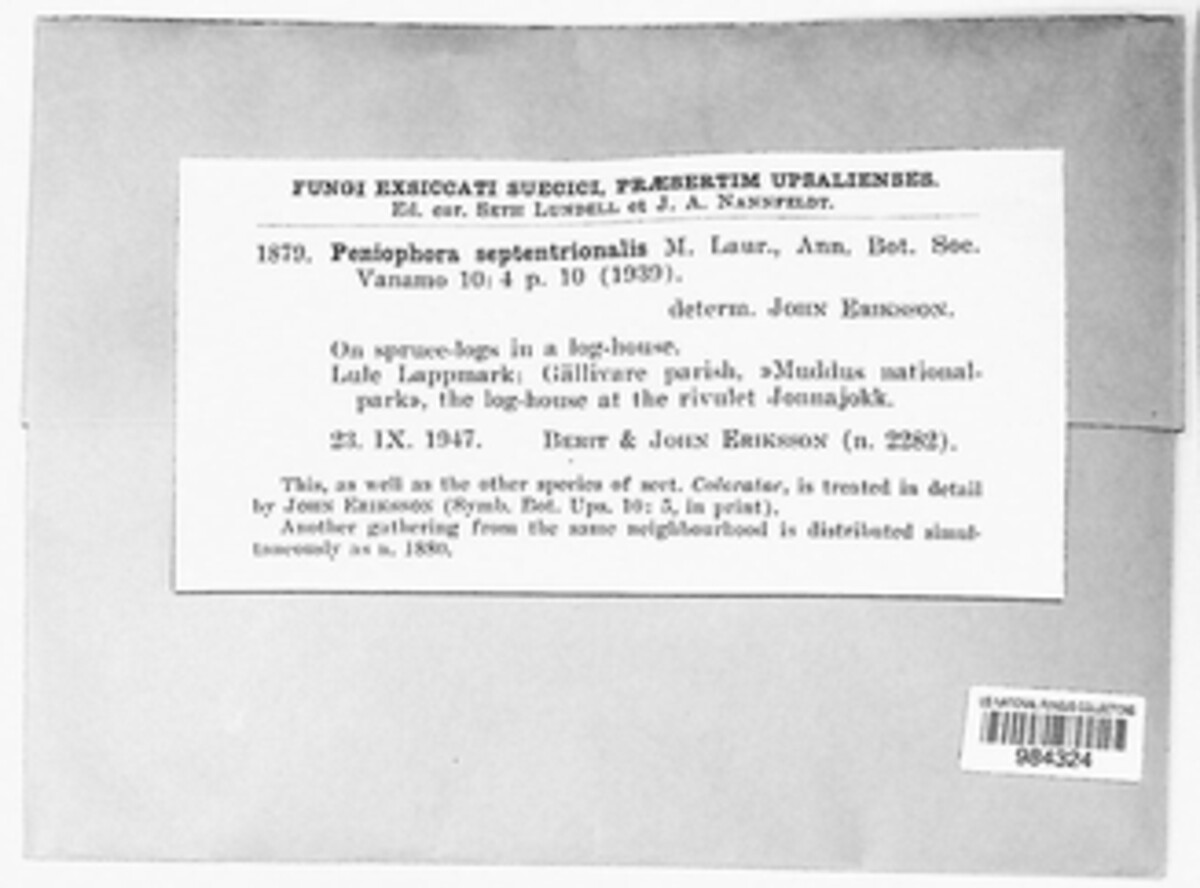 FUNGI EXSICCATI SUECICI, PRÆSERTIM UPSALIENSES.
Ed. cur. SETH LUNDELL et J. A. NANNFELDT.
1879. Peniophora septentrionalis M. Laur., Ann. Bot. Soc.
Vanamo 10: 4 p. 10 (1939).
determ. JOHN ERIKSSON.
On spruce-logs in a log-house.
Lule Lappmark: Gällivare parish, »Muddus national-
park», the log-house at the rivulet Jonnajokk.
23. IX. 1947. BERIT & JOHN ERIKSSON (n. 2282).
This, as well as the other species of sect. Coloratae, is treated in detail
by JOHN ERIKSSON (Symb. Bot. Ups. 10: 5, in print).
Another gathering from the same neighbourhood is distributed simul-
taneously as n. 1880.
US NATIONAL FUNGUS COLLECTIONS
984324